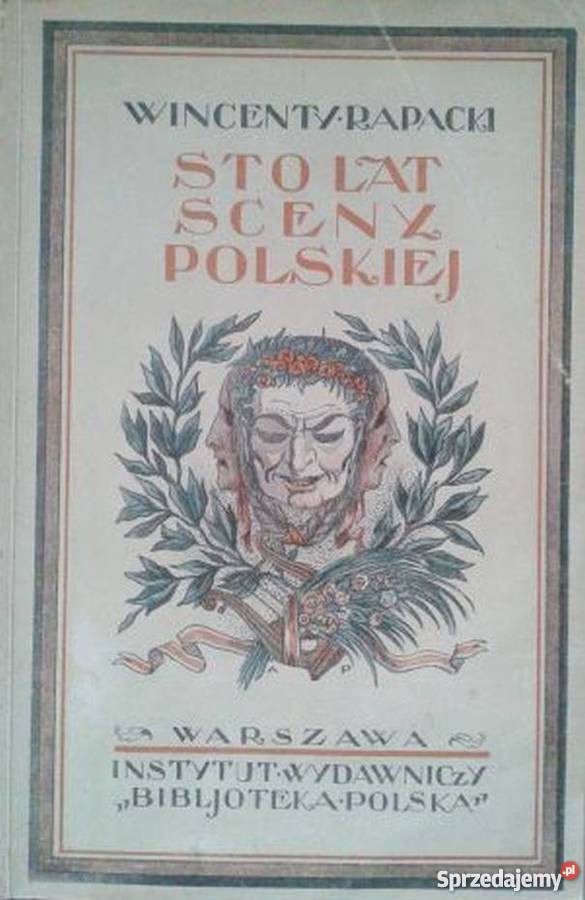 WINCENTY·RAPACKI
STO LAT
SCENY
POLSKIEJ
A P
WARSZAWA
INSTYTUT·WYDAWNICZY
„BIBLJOTEKA·POLSKA”
Sprzedajemy.pl